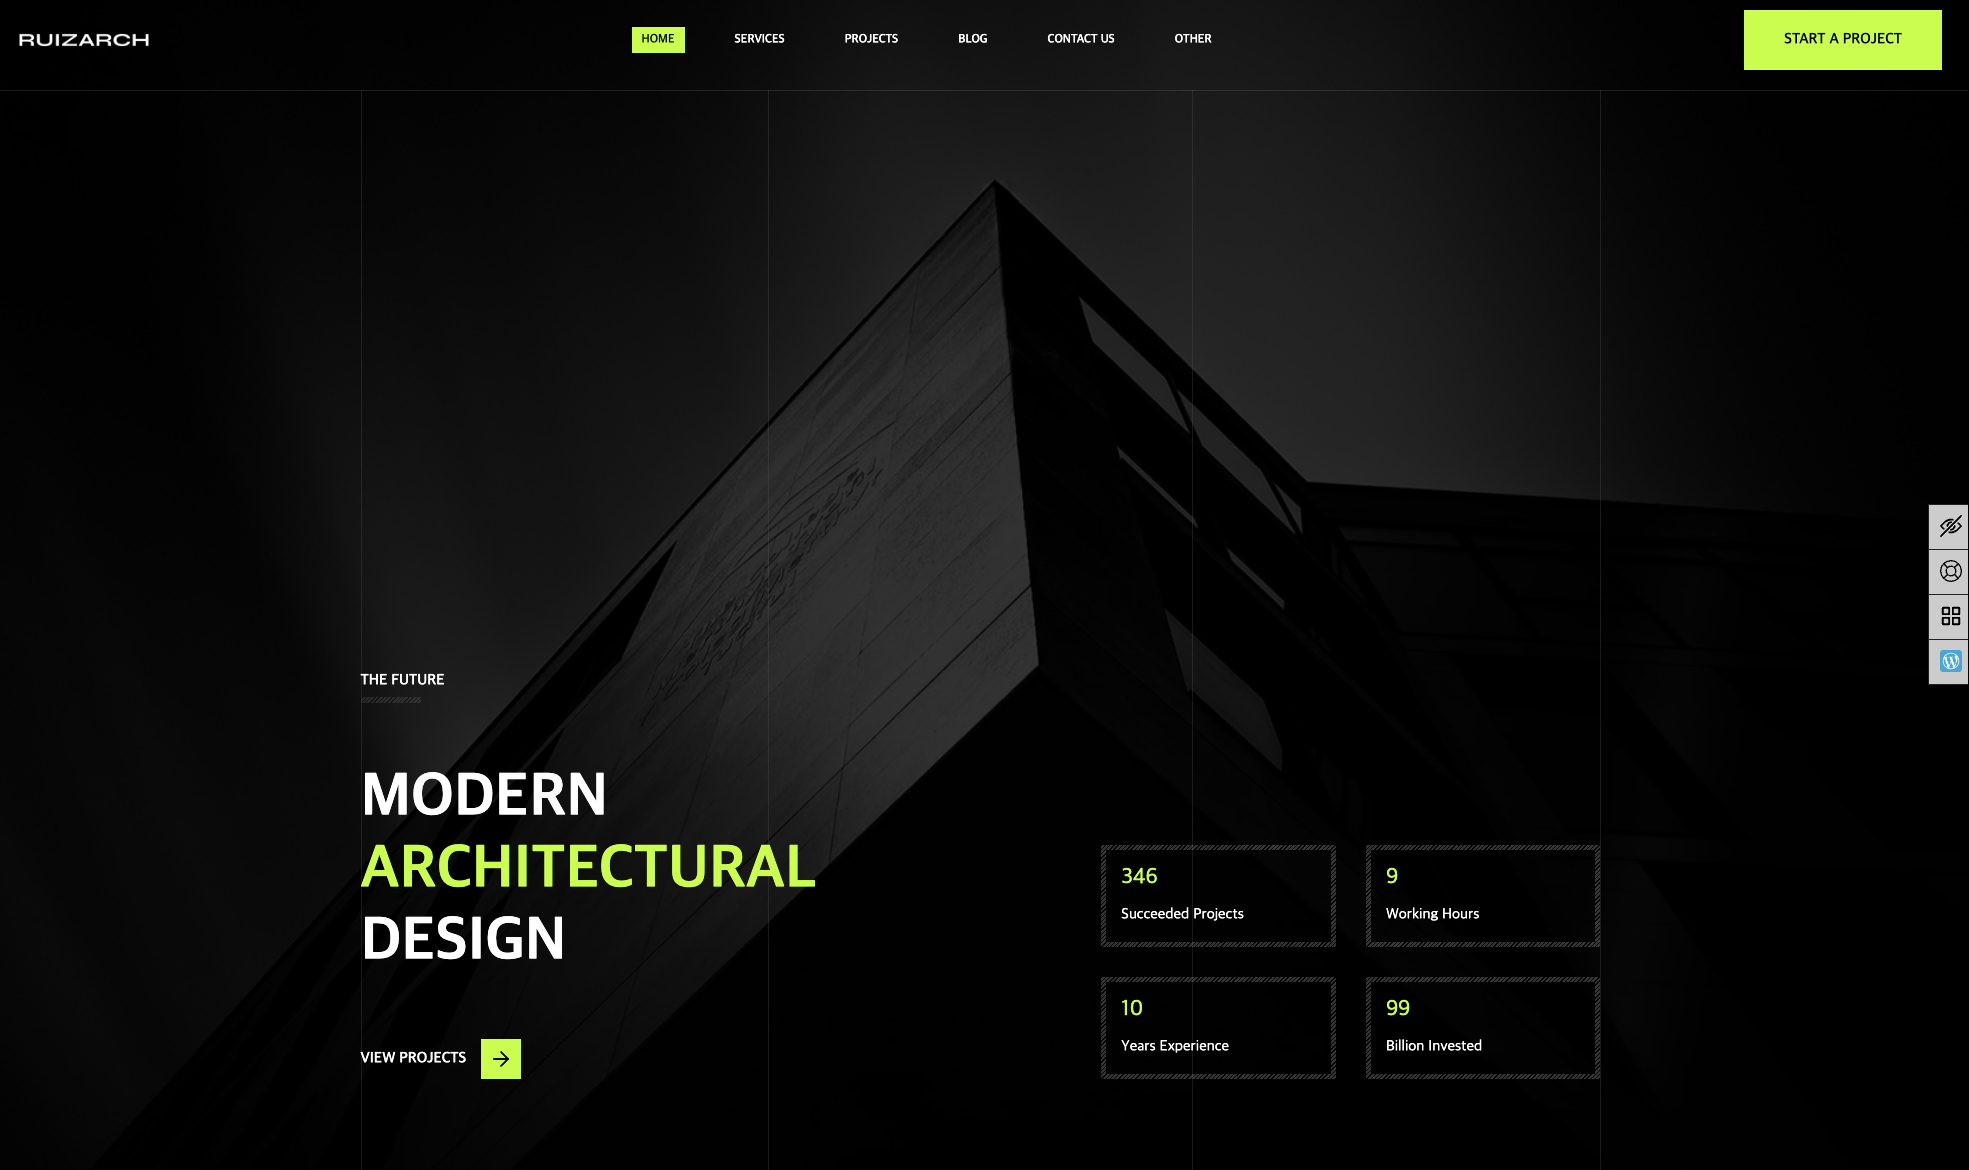 RUIZARCH
HOME
SERVICES
PROJECTS
BLOG
CONTACT US
OTHER
START A PROJECT
THE FUTURE
MODERN
ARCHITECTURAL
DESIGN
VIEW PROJECTS
346
Succeeded Projects
9
Working Hours
10
Years Experience
99
Billion Invested